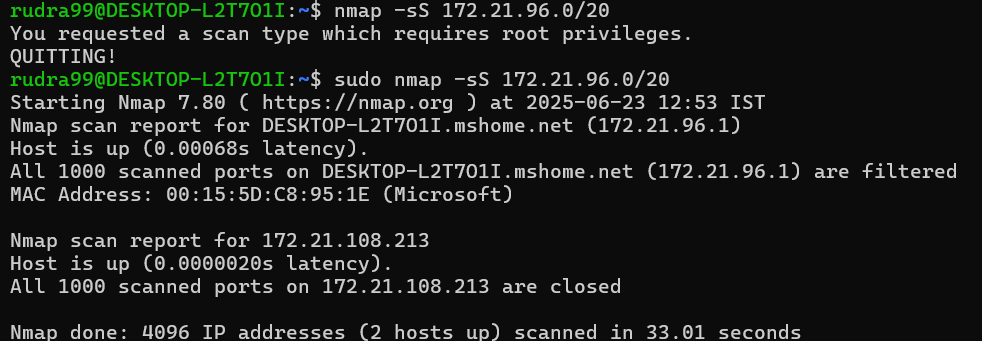 rudra99@DESKTOP-L2T7O1I:~$ nmap -sS 172.21.96.0/20
You requested a scan type which requires root privileges.
QUITTING!
rudra99@DESKTOP-L2T7O1I:~$ sudo nmap -sS 172.21.96.0/20
Starting Nmap 7.80 ( https://nmap.org ) at 2025-06-23 12:53 IST
Nmap scan report for DESKTOP-L2T7O1I.mshome.net (172.21.96.1)
Host is up (0.00068s latency).
All 1000 scanned ports on DESKTOP-L2T7O1I.mshome.net (172.21.96.1) are filtered
MAC Address: 00:15:5D:C8:95:1E (Microsoft)

Nmap scan report for 172.21.108.213
Host is up (0.0000020s latency).
All 1000 scanned ports on 172.21.108.213 are closed

Nmap done: 4096 IP addresses (2 hosts up) scanned in 33.01 seconds